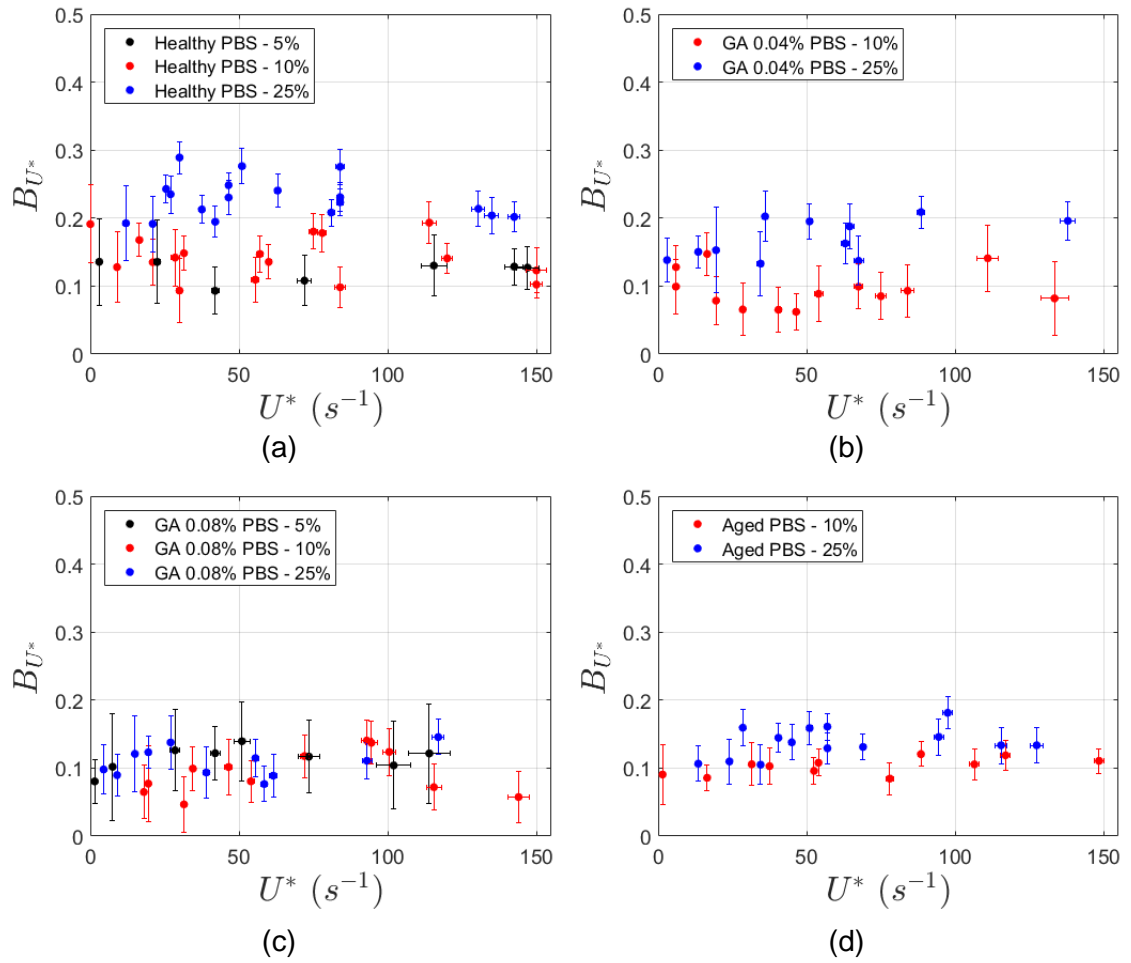 0.5
0.4
0.3
0.2
0.1
0
B_{U*}
Healthy PBS - 5%
Healthy PBS - 10%
Healthy PBS - 25%
0 50 100 150
U* (s⁻¹)
(a)
0.5
0.4
0.3
0.2
0.1
0
B_{U*}
GA 0.04% PBS - 10%
GA 0.04% PBS - 25%
0 50 100 150
U* (s⁻¹)
(b)
0.5
0.4
0.3
0.2
0.1
0
B_{U*}
GA 0.08% PBS - 5%
GA 0.08% PBS - 10%
GA 0.08% PBS - 25%
0 50 100 150
U* (s⁻¹)
(c)
0.5
0.4
0.3
0.2
0.1
0
B_{U*}
Aged PBS - 10%
Aged PBS - 25%
0 50 100 150
U* (s⁻¹)
(d)